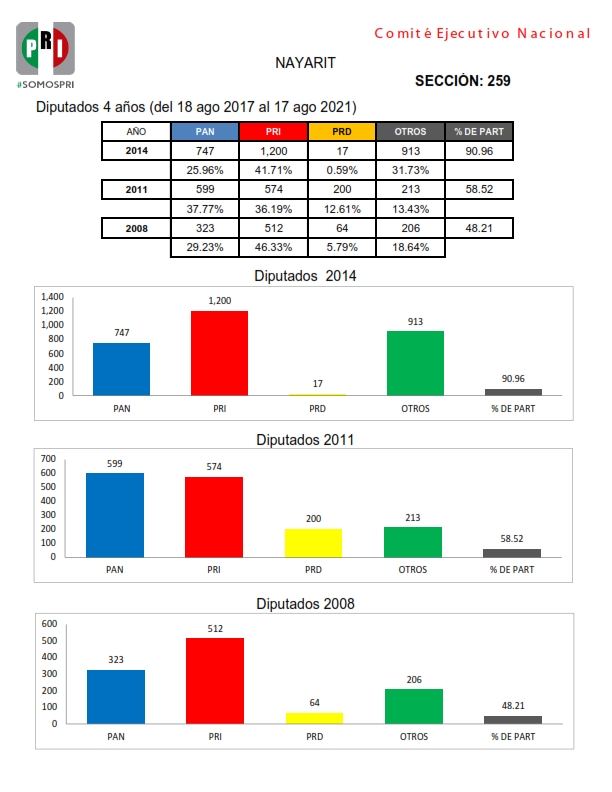 PRI
#SOMOSPRI
Comité Ejecutivo Nacional
NAYARIT
SECCIÓN: 259
Diputados 4 años (del 18 ago 2017 al 17 ago 2021)
AÑO PAN PRI PRD OTROS % DE PART
2014 747 1,200 17 913 90.96
25.96% 41.71% 0.59% 31.73%
2011 599 574 200 213 58.52
37.77% 36.19% 12.61% 13.43%
2008 323 512 64 206 48.21
29.23% 46.33% 5.79% 18.64%
Diputados 2014
1,400
1,200
1,000
800
600
400
200
0
747 1,200 17 913 90.96
PAN PRI PRD OTROS % DE PART
Diputados 2011
700
600
500
400
300
200
100
0
599 574 200 213 58.52
PAN PRI PRD OTROS % DE PART
Diputados 2008
600
500
400
300
200
100
0
323 512 64 206 48.21
PAN PRI PRD OTROS % DE PART